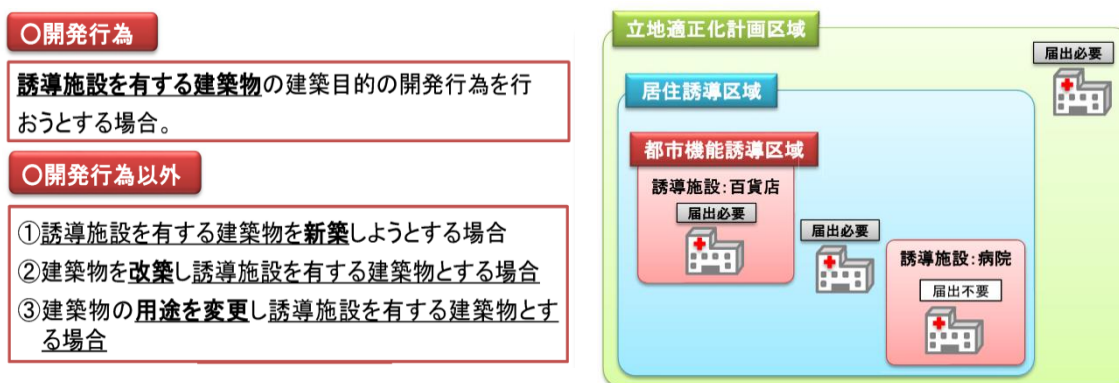 〇開発行為
誘導施設を有する建築物の建築目的の開発行為を行
おうとする場合。
〇開発行為以外
①誘導施設を有する建築物を新築しようとする場合
②建築物を改築し誘導施設を有する建築物とする場合
③建築物の用途を変更し誘導施設を有する建築物とす
る場合
立地適正化計画区域
届出必要
居住誘導区域
都市機能誘導区域
誘導施設:百貨店
届出必要
届出必要
誘導施設:病院
届出不要